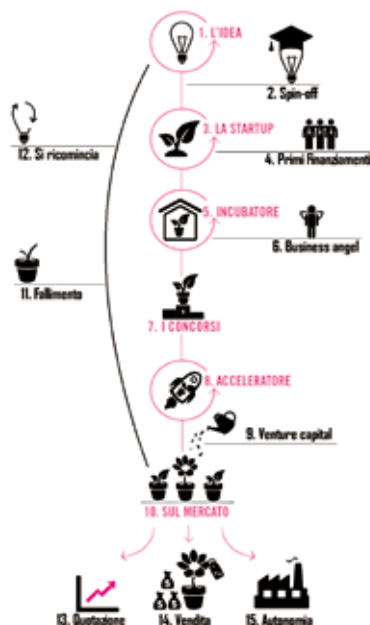 1. L'IDEA
2. Spin-off
3. LA STARTUP
4. Primi Finanziamenti
5. INCUBATORE
6. Business angel
7. I CONCORSI
8. ACCELERATORE
9. Venture capital
10. SUL MERCATO
11. Fallimento
12. Si ricomincia
13. Quotazione
14. Vendita
15. Autonomia